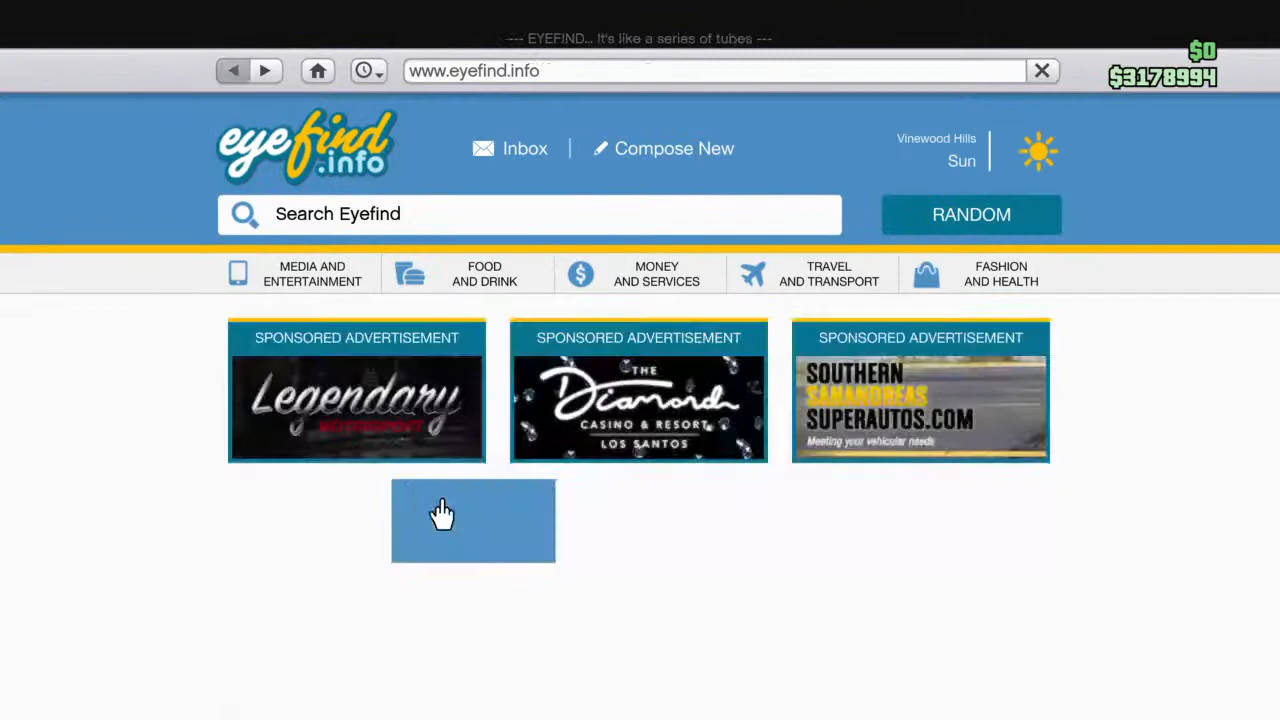 --- EYEFIND... It's like a series of tubes ---
$0
www.eyefind.info
$3178994
eyefind.info
Inbox
Compose New
Vinewood Hills
Sun
Search Eyefind
RANDOM
MEDIA AND
ENTERTAINMENT
FOOD
AND DRINK
MONEY
AND SERVICES
TRAVEL
AND TRANSPORT
FASHION
AND HEALTH
SPONSORED ADVERTISEMENT
Legendary
MOTORSPORT
SPONSORED ADVERTISEMENT
THE
Diamond
CASINO & RESORT
LOS SANTOS
SPONSORED ADVERTISEMENT
SOUTHERN
SANANDREAS
SUPERAUTOS.COM
Meeting your vehicular needs